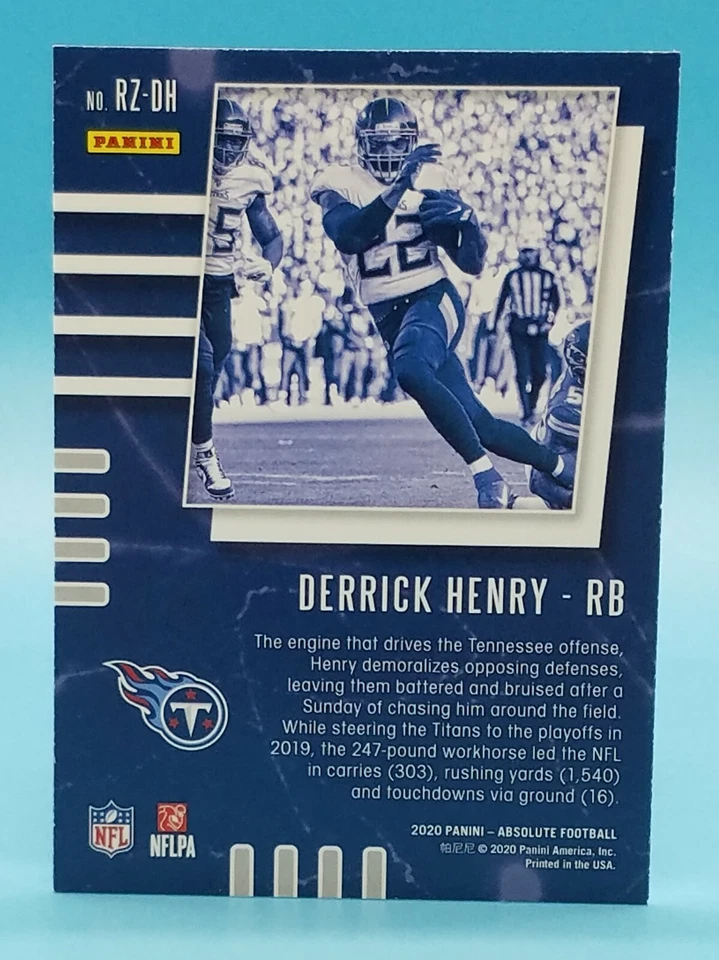 NO. RZ-DH
PANINI
22
5
DERRICK HENRY - RB
The engine that drives the Tennessee offense,
Henry demoralizes opposing defenses,
leaving them battered and bruised after a
Sunday of chasing him around the field.
While steering the Titans to the playoffs in
2019, the 247-pound workhorse led the NFL
in carries (303), rushing yards (1,540)
and touchdowns via ground (16).
T
NFL
NFLPA
2020 PANINI – ABSOLUTE FOOTBALL
帕尼尼 © 2020 Panini America, Inc.
Printed in the USA.